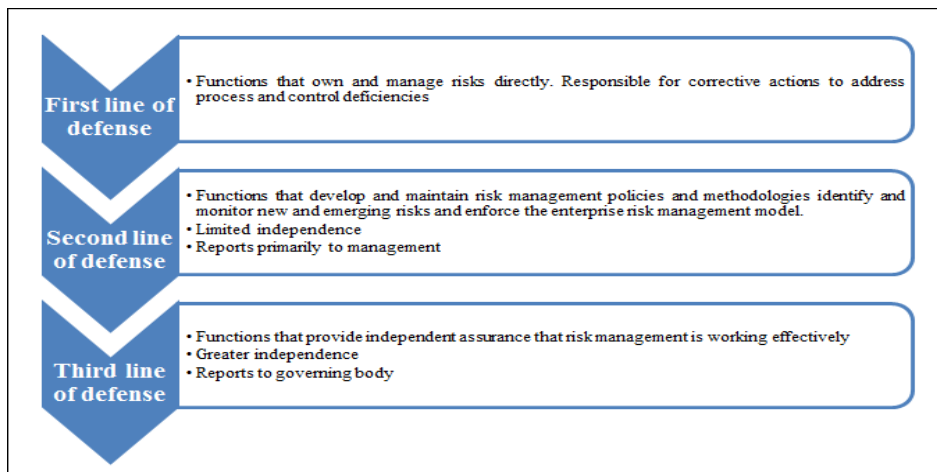 First line of
defense
• Functions that own and manage risks directly. Responsible for corrective actions to address
process and control deficiencies
Second line
of defense
• Functions that develop and maintain risk management policies and methodologies identify and
monitor new and emerging risks and enforce the enterprise risk management model.
• Limited independence
• Reports primarily to management
Third line
of defense
• Functions that provide independent assurance that risk management is working effectively
• Greater independence
• Reports to governing body